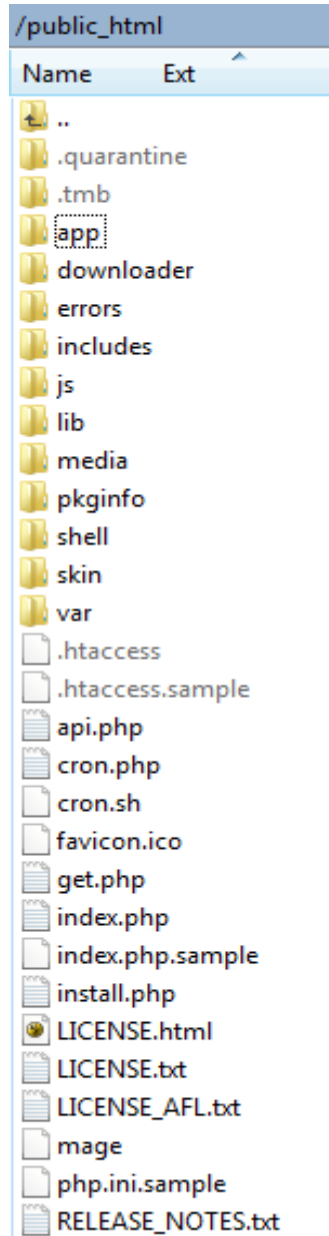 /public_html
Name Ext
..
.quarantine
.tmb
app
downloader
errors
includes
js
lib
media
pkginfo
shell
skin
var
.htaccess
.htaccess.sample
api.php
cron.php
cron.sh
favicon.ico
get.php
index.php
index.php.sample
install.php
LICENSE.html
LICENSE.txt
LICENSE_AFL.txt
mage
php.ini.sample
RELEASE_NOTES.txt